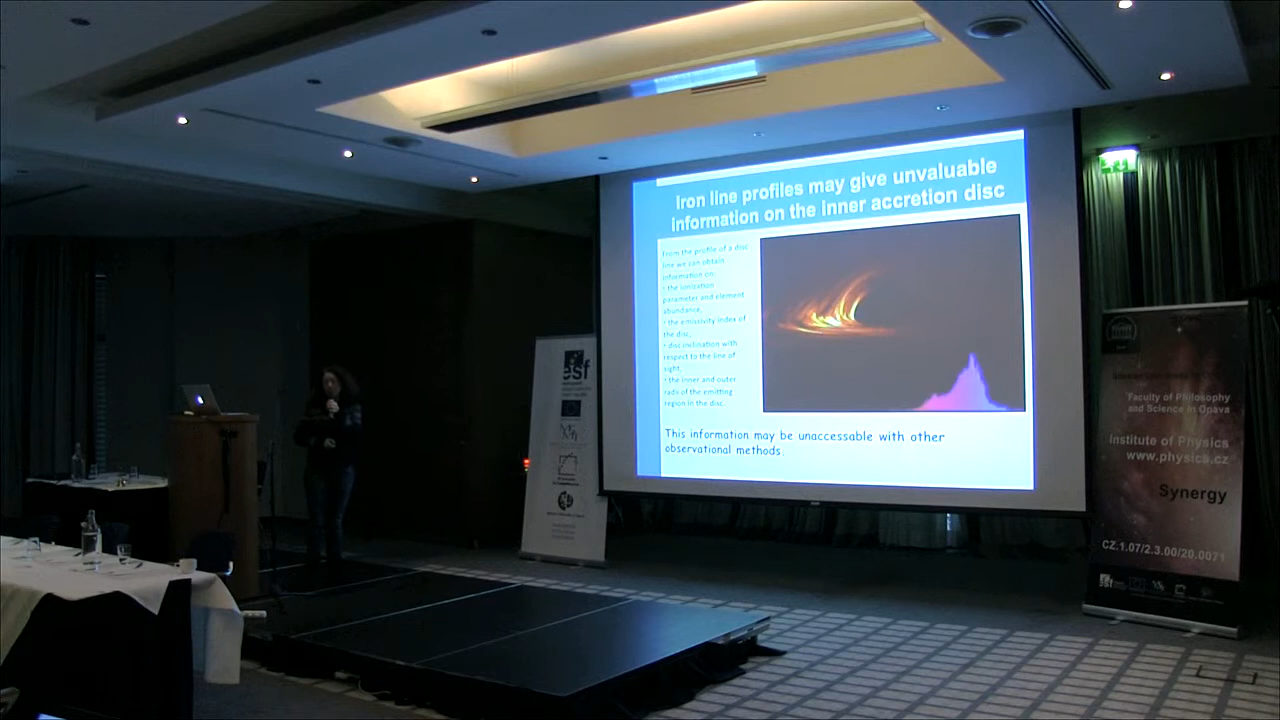 Iron line profiles may give unvaluable
information on the inner accretion disc
From the profile of a disc
line we can obtain
information on:
• the ionization
parameter and element
abundance,
• the emissivity index of
the disc,
• disc inclination with
respect to the line of
sight,
• the inner and outer
radii of the emitting
region in the disc.
This information may be unaccessable with other
observational methods.
esf
Faculty of Philosophy
and Science in Opava
Institute of Physics
www.physics.cz
Synergy
CZ.1.07/2.3.00/20.0071
esf